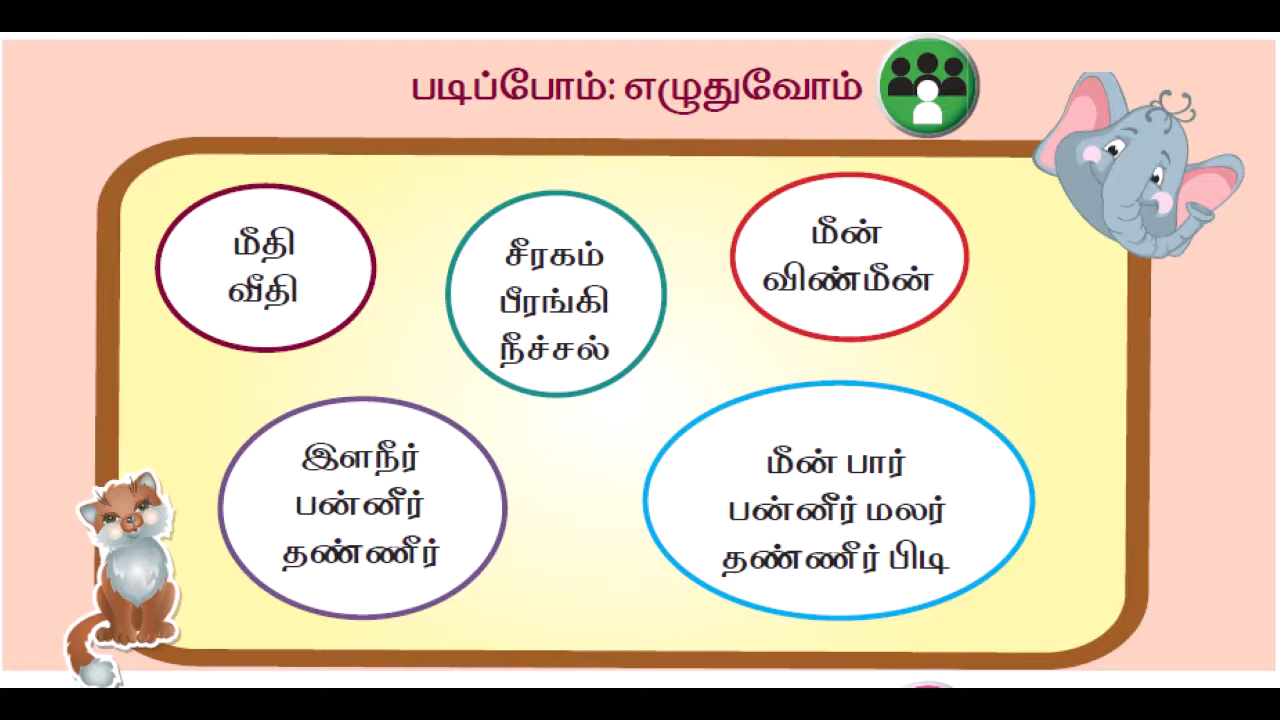 படிப்போம்: எழுதுவோம்
மீதி
வீதி
சீரகம்
பீரங்கி
நீச்சல்
மீன்
விண்மீன்
இளநீர்
பன்னீர்
தண்ணீர்
மீன் பார்
பன்னீர் மலர்
தண்ணீர் பிடி